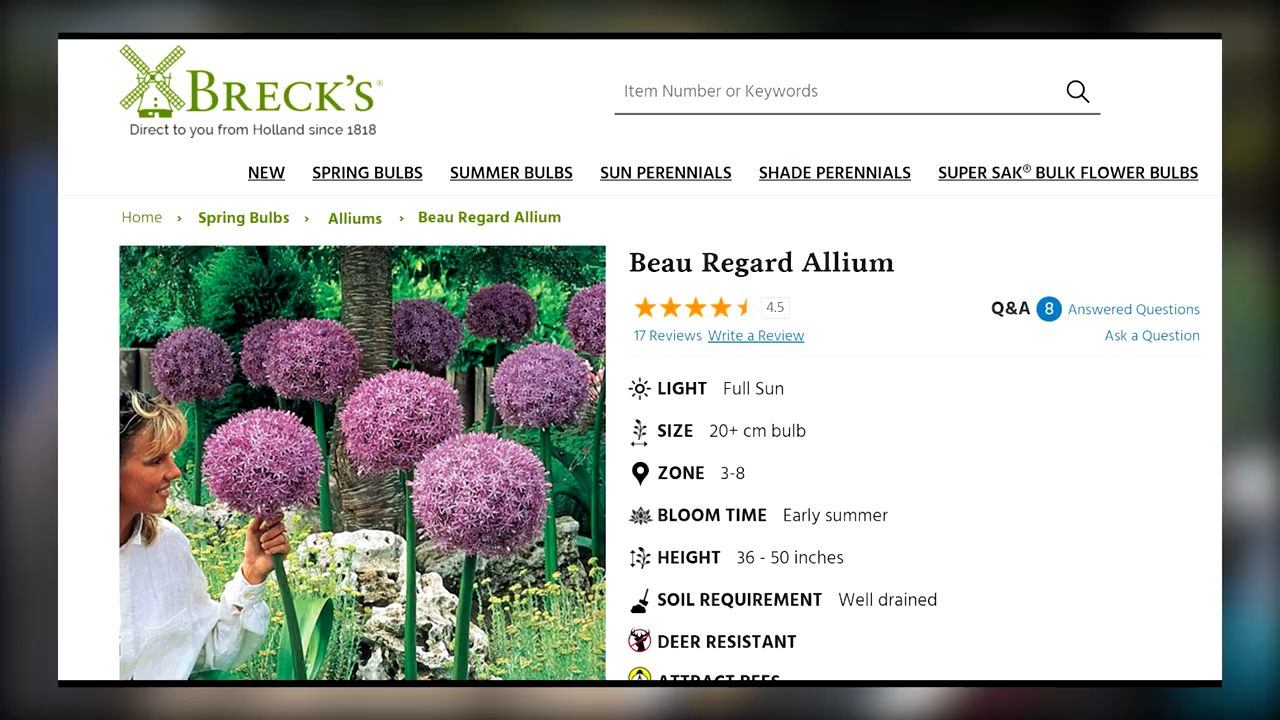 BRECK'S®
Direct to you from Holland since 1818
Item Number or Keywords
NEW SPRING BULBS SUMMER BULBS SUN PERENNIALS SHADE PERENNIALS SUPER SAK® BULK FLOWER BULBS
Home › Spring Bulbs › Alliums › Beau Regard Allium
Beau Regard Allium
4.5
Q&A 8 Answered Questions
17 Reviews Write a Review
Ask a Question
LIGHT Full Sun
SIZE 20+ cm bulb
ZONE 3-8
BLOOM TIME Early summer
HEIGHT 36 - 50 inches
SOIL REQUIREMENT Well drained
DEER RESISTANT
ATTRACT BEES